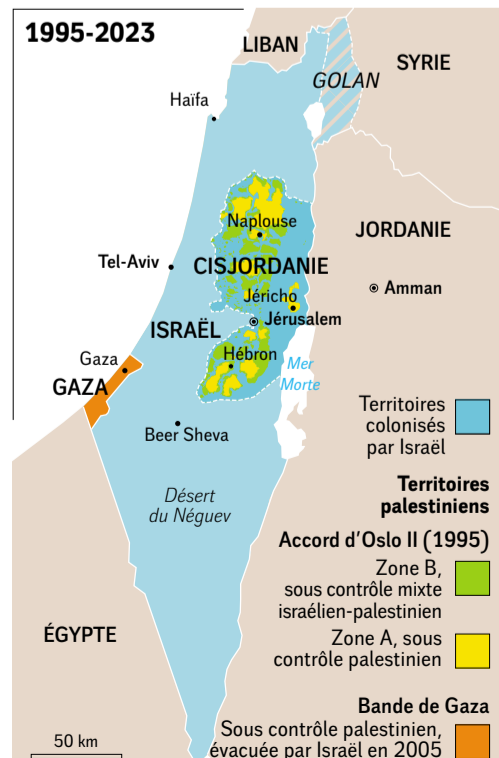 1995-2023
LIBAN
SYRIE
GOLAN
Haïfa
Naplouse
JORDANIE
Tel-Aviv
CISJORDANIE
Jéricho
Amman
ISRAËL
Jérusalem
Gaza
Hébron
Mer
Morte
GAZA
Territoires
colonisés
par Israël
Beer Sheva
Territoires
palestiniens
Désert
du Néguev
Accord d’Oslo II (1995)
Zone B,
sous contrôle mixte
israélien-palestinien
ÉGYPTE
Zone A, sous
contrôle palestinien
Bande de Gaza
Sous contrôle palestinien,
évacuée par Israël en 2005
50 km